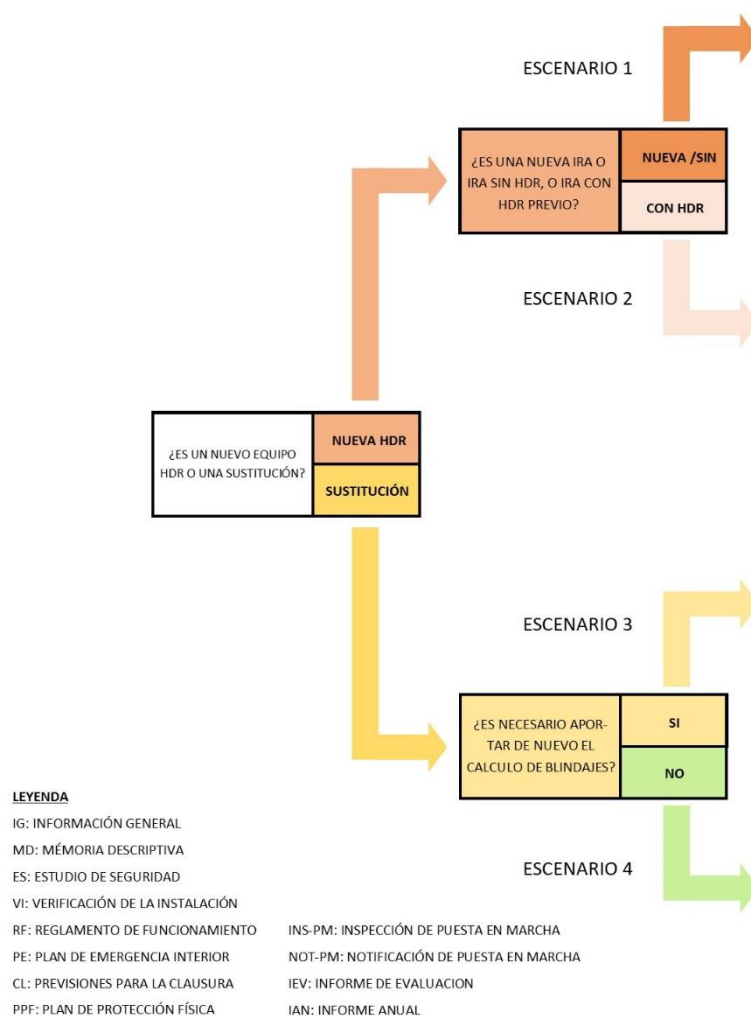 ESCENARIO 1
¿ES UNA NUEVA IRA O
IRA SIN HDR, O IRA CON
HDR PREVIO?
NUEVA /SIN
CON HDR
ESCENARIO 2
¿ES UN NUEVO EQUIPO
HDR O UNA SUSTITUCIÓN?
NUEVA HDR
SUSTITUCIÓN
ESCENARIO 3
¿ES NECESARIO APOR-
TAR DE NUEVO EL
CALCULO DE BLINDAJES?
SI
NO
ESCENARIO 4
LEYENDA
IG: INFORMACIÓN GENERAL
MD: MÉMORIA DESCRIPTIVA
ES: ESTUDIO DE SEGURIDAD
VI: VERIFICACIÓN DE LA INSTALACIÓN
RF: REGLAMENTO DE FUNCIONAMIENTO
PE: PLAN DE EMERGENCIA INTERIOR
CL: PREVISIONES PARA LA CLAUSURA
PPF: PLAN DE PROTECCIÓN FÍSICA
INS-PM: INSPECCIÓN DE PUESTA EN MARCHA
NOT-PM: NOTIFICACIÓN DE PUESTA EN MARCHA
IEV: INFORME DE EVALUACION
IAN: INFORME ANUAL